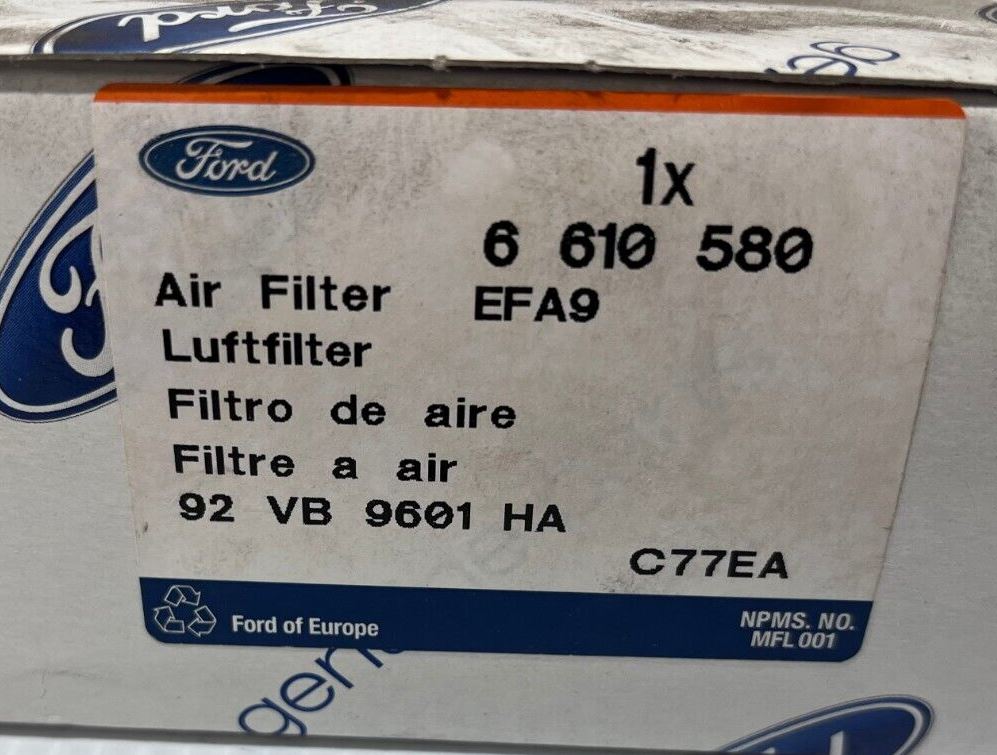 Ford
Ford
1x
6 610 580
Air Filter EFA9
Luftfilter
Filtro de aire
Filtre a air
92 VB 9601 HA
C77EA
Ford of Europe
NPMS. NO.
MFL 001